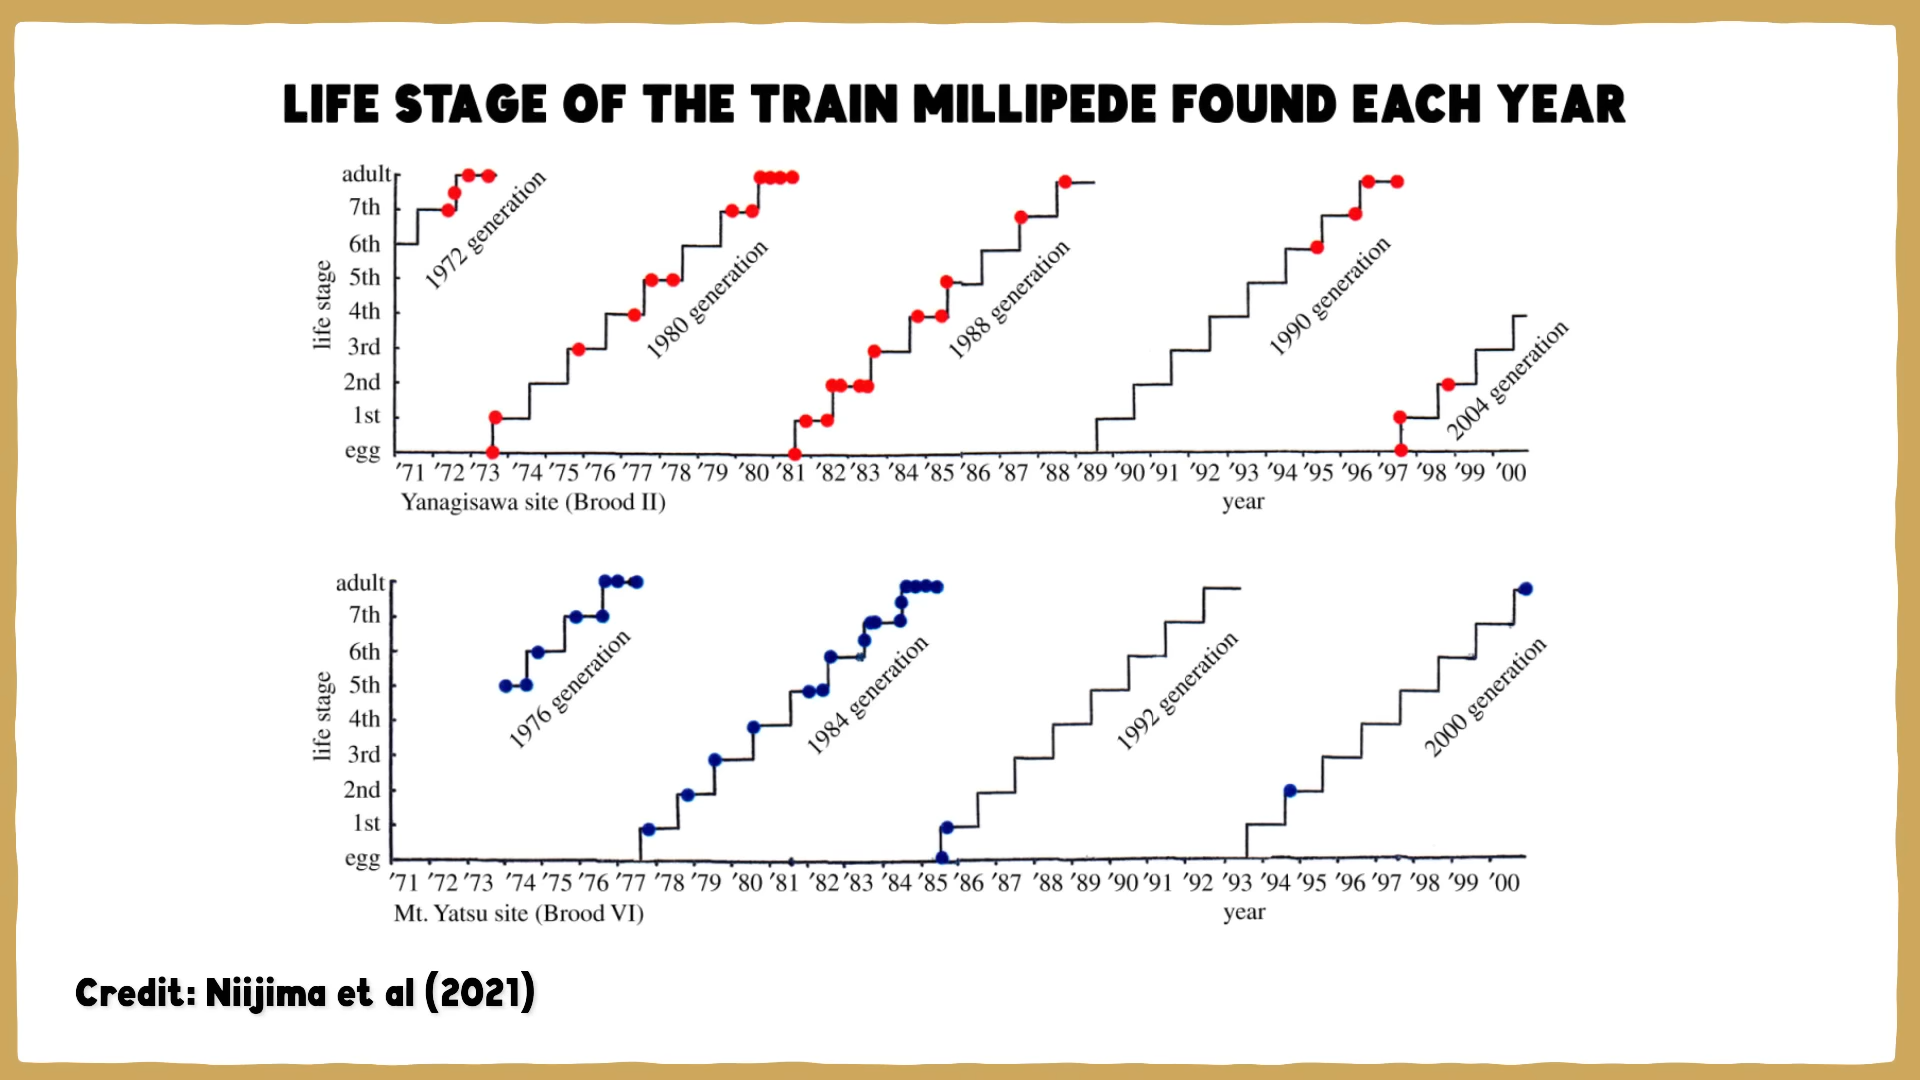 LIFE STAGE OF THE TRAIN MILLIPEDE FOUND EACH YEAR
adult
7th
6th
5th
4th
3rd
2nd
1st
egg
life stage
1972 generation
1980 generation
1988 generation
1990 generation
2004 generation
'71 '72 '73 '74 '75 '76 '77 '78 '79 '80 '81 '82 '83 '84 '85 '86 '87 '88 '89 '90 '91 '92 '93 '94 '95 '96 '97 '98 '99 '00
Yanagisawa site (Brood II)
year
adult
7th
6th
5th
4th
3rd
2nd
1st
egg
life stage
1976 generation
1984 generation
1992 generation
2000 generation
'71 '72 '73 '74 '75 '76 '77 '78 '79 '80 '81 '82 '83 '84 '85 '86 '87 '88 '89 '90 '91 '92 '93 '94 '95 '96 '97 '98 '99 '00
Mt. Yatsu site (Brood VI)
year
Credit: Niijima et al (2021)